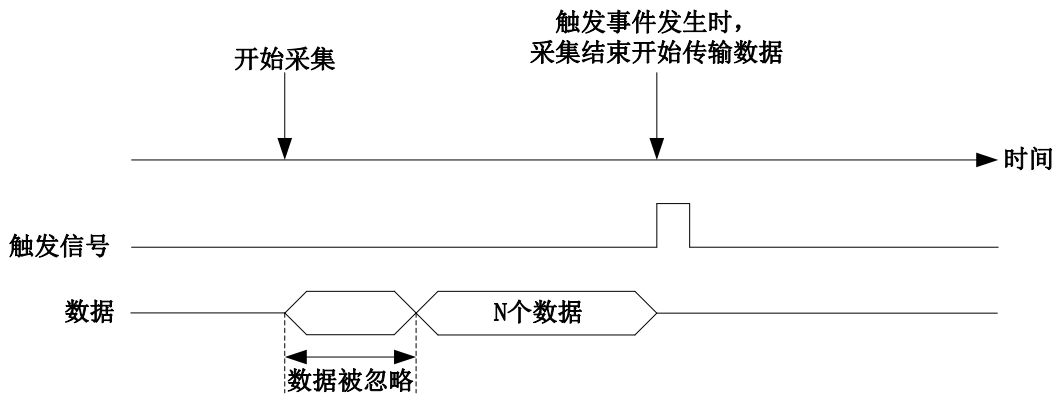 触发事件发生时，
采集结束开始传输数据
开始采集
时间
触发信号
数据
N个数据
数据被忽略